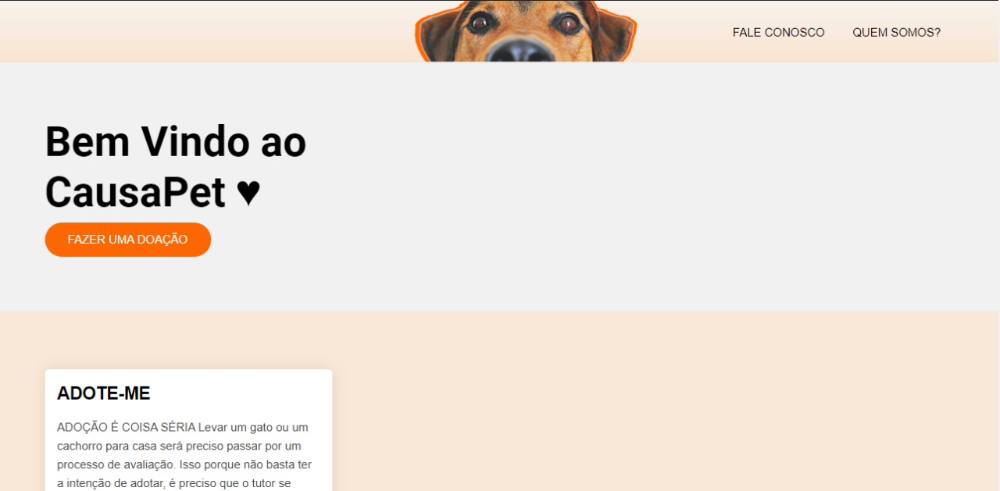 FALE CONOSCO QUEM SOMOS?
Bem Vindo ao
CausaPet ♥
FAZER UMA DOAÇÃO
ADOTE-ME
ADOÇÃO É COISA SÉRIA Levar um gato ou um
cachorro para casa será preciso passar por um
processo de avaliação. Isso porque não basta ter
a intenção de adotar, é preciso que o tutor se